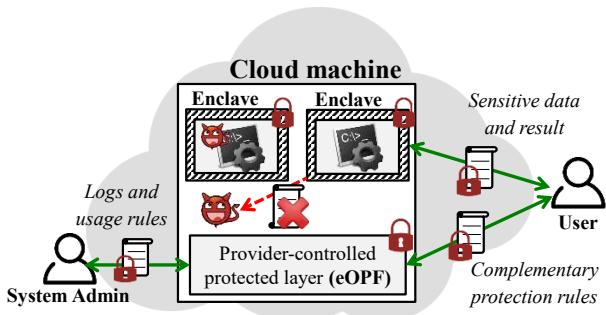 Cloud machine
Enclave
Enclave
C:\>_
C:\>_
Sensitive data
and result
Logs and
usage rules
User
Provider-controlled
protected layer (eOPF)
System Admin
Complementary
protection rules